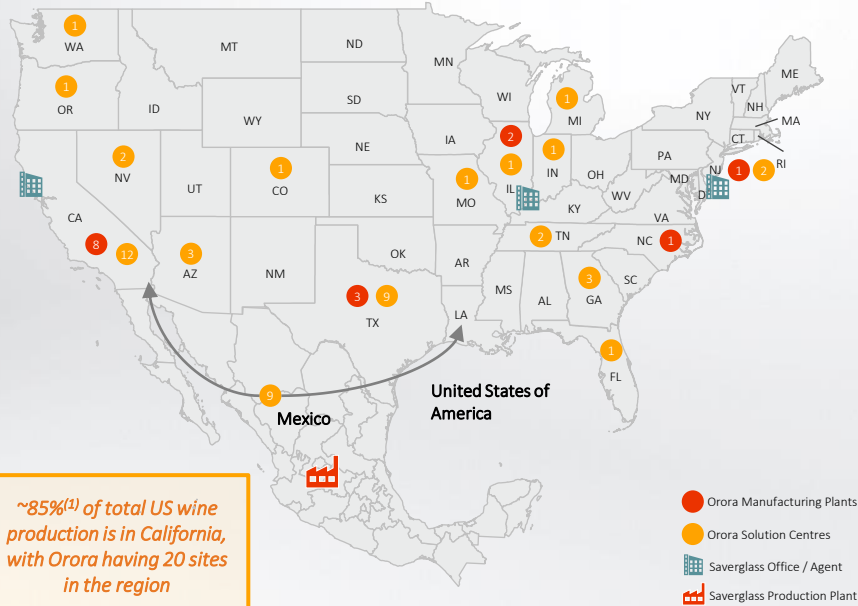 1
WA
MT
ND
MN
ME
1
OR
ID
SD
WI
1
MI
VT
NH
NY
MA
WY
2
CT
RI
2
NV
NE
IA
1
IN
PA
NJ
1
2
1
CO
1
MO
1
IL
OH
MD
D
UT
KS
WV
VA
KY
CA
8
12
3
AZ
NM
OK
AR
2
TN
NC
1
SC
3
GA
3
9
TX
MS
AL
LA
1
FL
9
Mexico
United States of
America
~85%(1) of total US wine
production is in California,
with Orora having 20 sites
in the region
Orora Manufacturing Plants
Orora Solution Centres
Saverglass Office / Agent
Saverglass Production Plant